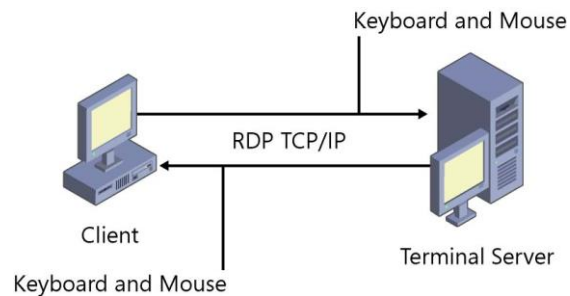 Keyboard and Mouse
RDP TCP/IP
Client
Terminal Server
Keyboard and Mouse